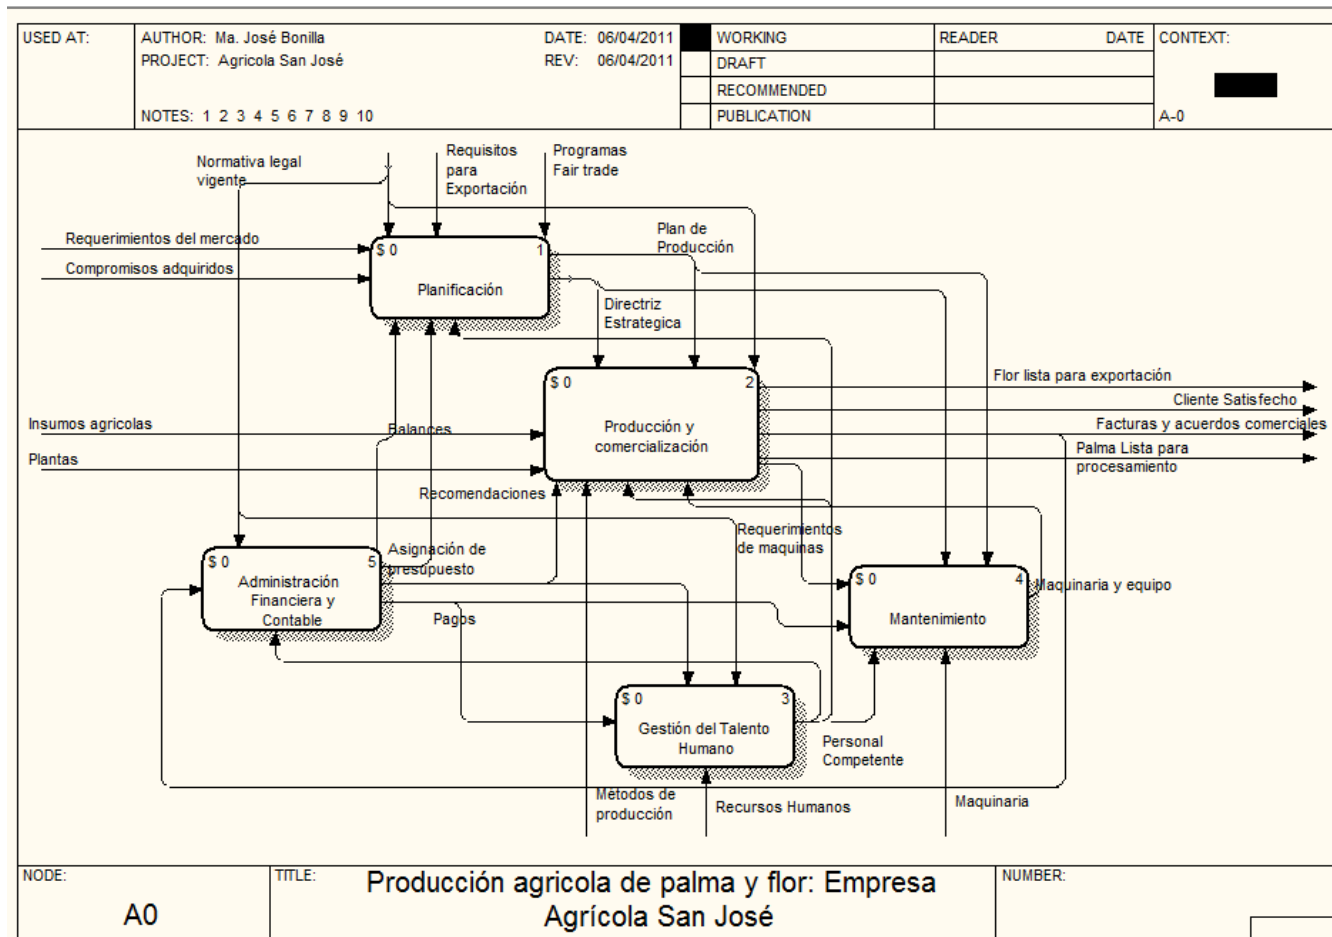 USED AT:
AUTHOR: Ma. José Bonilla
DATE: 06/04/2011
PROJECT: Agricola San José
REV: 06/04/2011
NOTES: 1 2 3 4 5 6 7 8 9 10
WORKING
DRAFT
RECOMMENDED
PUBLICATION
READER
DATE
CONTEXT:
A-0
Normativa legal
vigente
Requisitos
para
Exportación
Programas
Fair trade
Requerimientos del mercado
Compromisos adquiridos
$ 0
1
Planificación
Plan de
Producción
Directriz
Estrategica
$ 0
2
Producción y
comercialización
Flor lista para exportación
Cliente Satisfecho
Facturas y acuerdos comerciales
Palma Lista para
procesamiento
Insumos agricolas
Plantas
Balances
Recomendaciones
Requerimientos
de maquinas
Asignación de
presupuesto
$ 0
5
Administración
Financiera y
Contable
Pagos
$ 0
4
Mantenimiento
Maquinaria y equipo
$ 0
3
Gestión del Talento
Humano
Personal
Competente
Métodos de
producción
Recursos Humanos
Maquinaria
NODE:
A0
TITLE:
Producción agricola de palma y flor: Empresa
Agrícola San José
NUMBER: